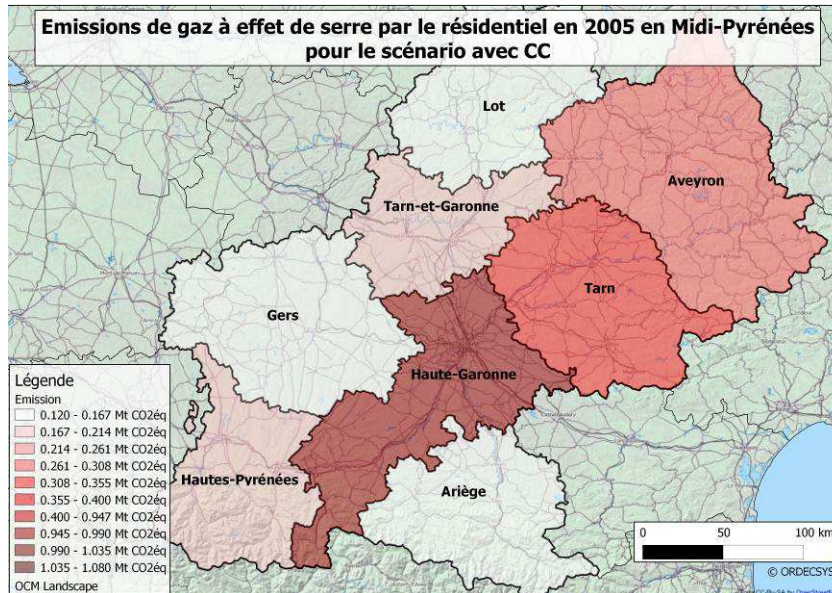 Emissions de gaz à effet de serre par le résidentiel en 2005 en Midi-Pyrénées
pour le scénario avec CC
Lot
Aveyron
Tarn-et-Garonne
Tarn
Gers
Haute-Garonne
Hautes-Pyrénées
Ariège
Légende
Emission
0.120 - 0.167 Mt CO2éq
0.167 - 0.214 Mt CO2éq
0.214 - 0.261 Mt CO2éq
0.261 - 0.308 Mt CO2éq
0.308 - 0.355 Mt CO2éq
0.355 - 0.400 Mt CO2éq
0.400 - 0.947 Mt CO2éq
0.945 - 0.990 Mt CO2éq
0.990 - 1.035 Mt CO2éq
1.035 - 1.080 Mt CO2éq
OCM Landscape
0 50 100 km
© ORDECSYS